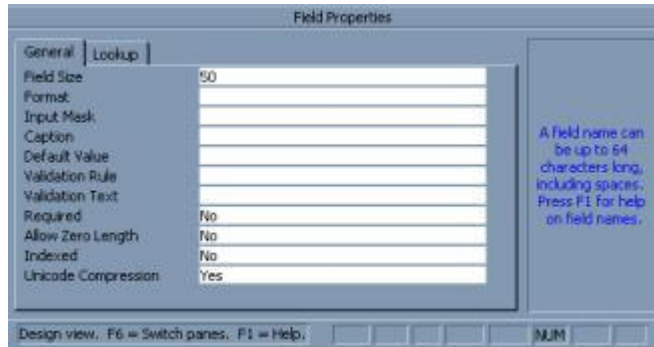 Field Properties
General Lookup
Field Size 50
Format
Input Mask
Caption
Default Value
Validation Rule
Validation Text
Required No
Allow Zero Length No
Indexed No
Unicode Compression Yes
A field name can
be up to 64
characters long,
including spaces.
Press F1 for help
on field names.
Design view. F6 = Switch panes. F1 = Help. NUM